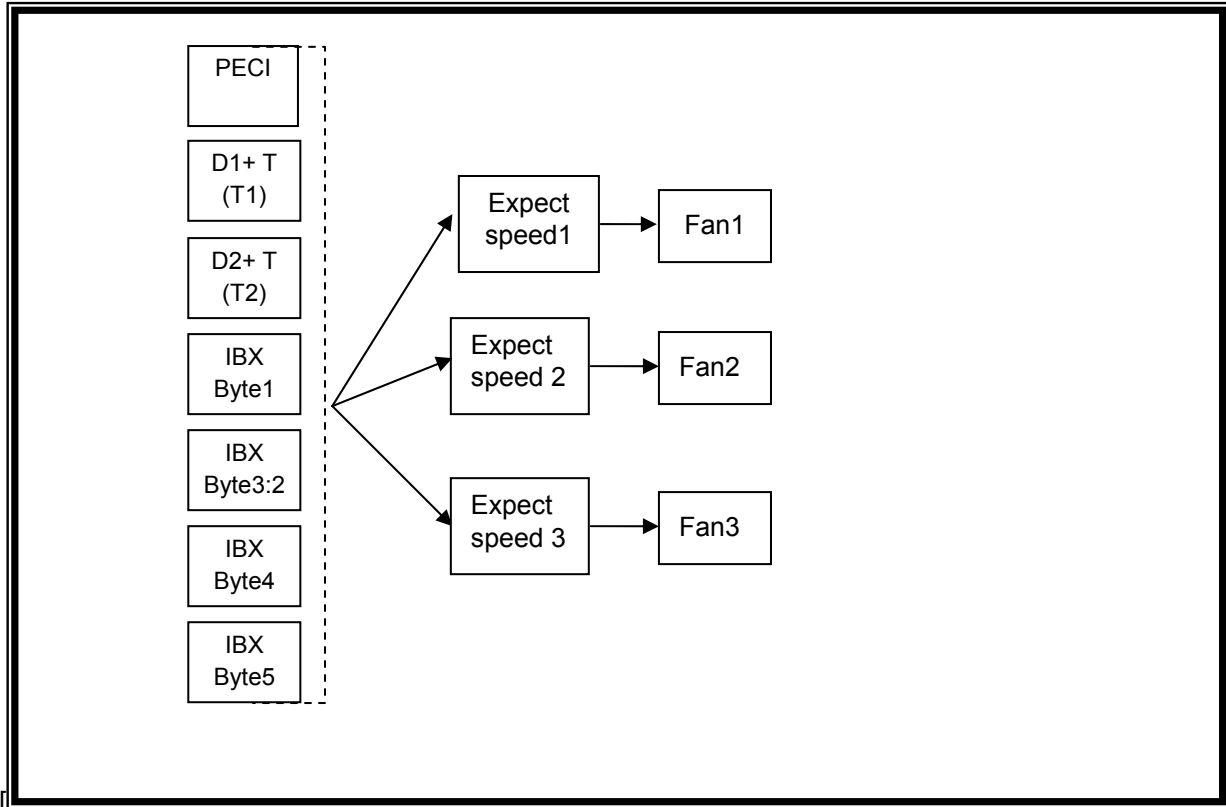 PECI
D1+ T
(T1)
D2+ T
(T2)
IBX
Byte1
IBX
Byte3:2
IBX
Byte4
IBX
Byte5
Expect
speed1
Fan1
Expect
speed 2
Fan2
Expect
speed 3
Fan3